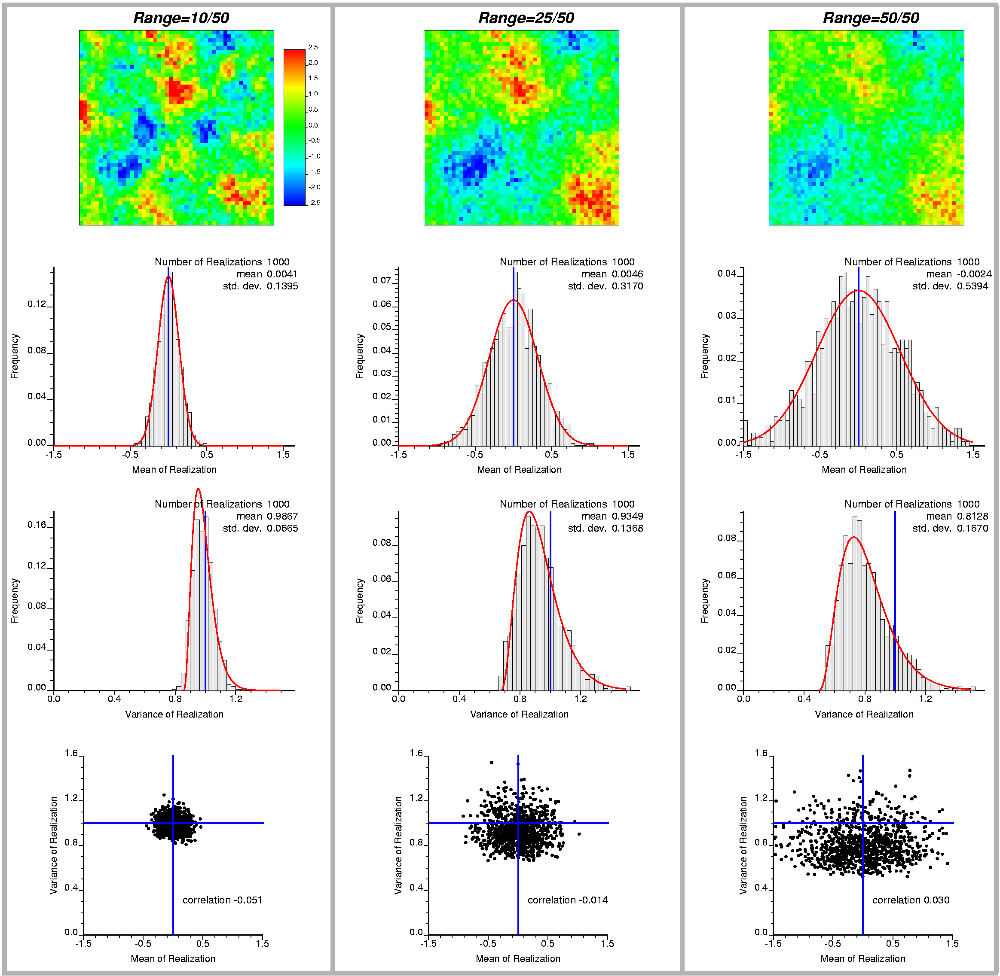 Range=10/50
2.5
2.0
1.5
1.0
0.5
0.0
-0.5
-1.0
-1.5
-2.0
-2.5
Number of Realizations 1000
mean 0.0041
std. dev. 0.1395
Frequency
0.12
0.08
0.04
0.00
-1.5 -0.5 0.5 1.5
Mean of Realization
Number of Realizations 1000
mean 0.9867
std. dev. 0.0665
Frequency
0.16
0.12
0.08
0.04
0.00
0.0 0.4 0.8 1.2
Variance of Realization
Variance of Realization
1.6
1.2
0.8
0.4
0.0
correlation -0.051
-1.5 -0.5 0.5 1.5
Mean of Realization
Range=25/50
Number of Realizations 1000
mean 0.0046
std. dev. 0.3170
Frequency
0.07
0.06
0.05
0.04
0.03
0.02
0.01
0.00
-1.5 -0.5 0.5 1.5
Mean of Realization
Number of Realizations 1000
mean 0.9349
std. dev. 0.1368
Frequency
0.08
0.06
0.04
0.02
0.00
0.0 0.4 0.8 1.2
Variance of Realization
Variance of Realization
1.6
1.2
0.8
0.4
0.0
correlation -0.014
-1.5 -0.5 0.5 1.5
Mean of Realization
Range=50/50
Number of Realizations 1000
mean -0.0024
std. dev. 0.5394
Frequency
0.04
0.03
0.02
0.01
0.00
-1.5 -0.5 0.5 1.5
Mean of Realization
Number of Realizations 1000
mean 0.8128
std. dev. 0.1670
Frequency
0.08
0.06
0.04
0.02
0.00
0.0 0.4 0.8 1.2
Variance of Realization
Variance of Realization
1.6
1.2
0.8
0.4
0.0
correlation 0.030
-1.5 -0.5 0.5 1.5
Mean of Realization